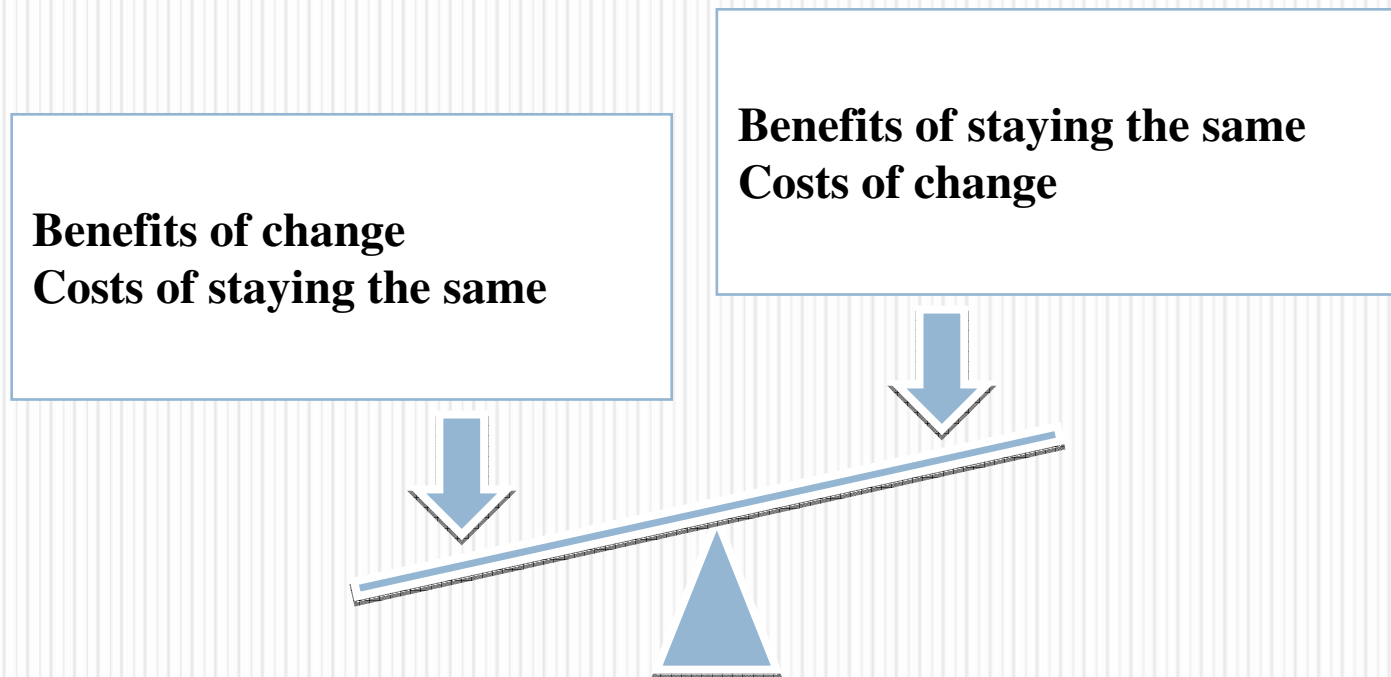 Benefits of change
Costs of staying the same
Benefits of staying the same
Costs of change